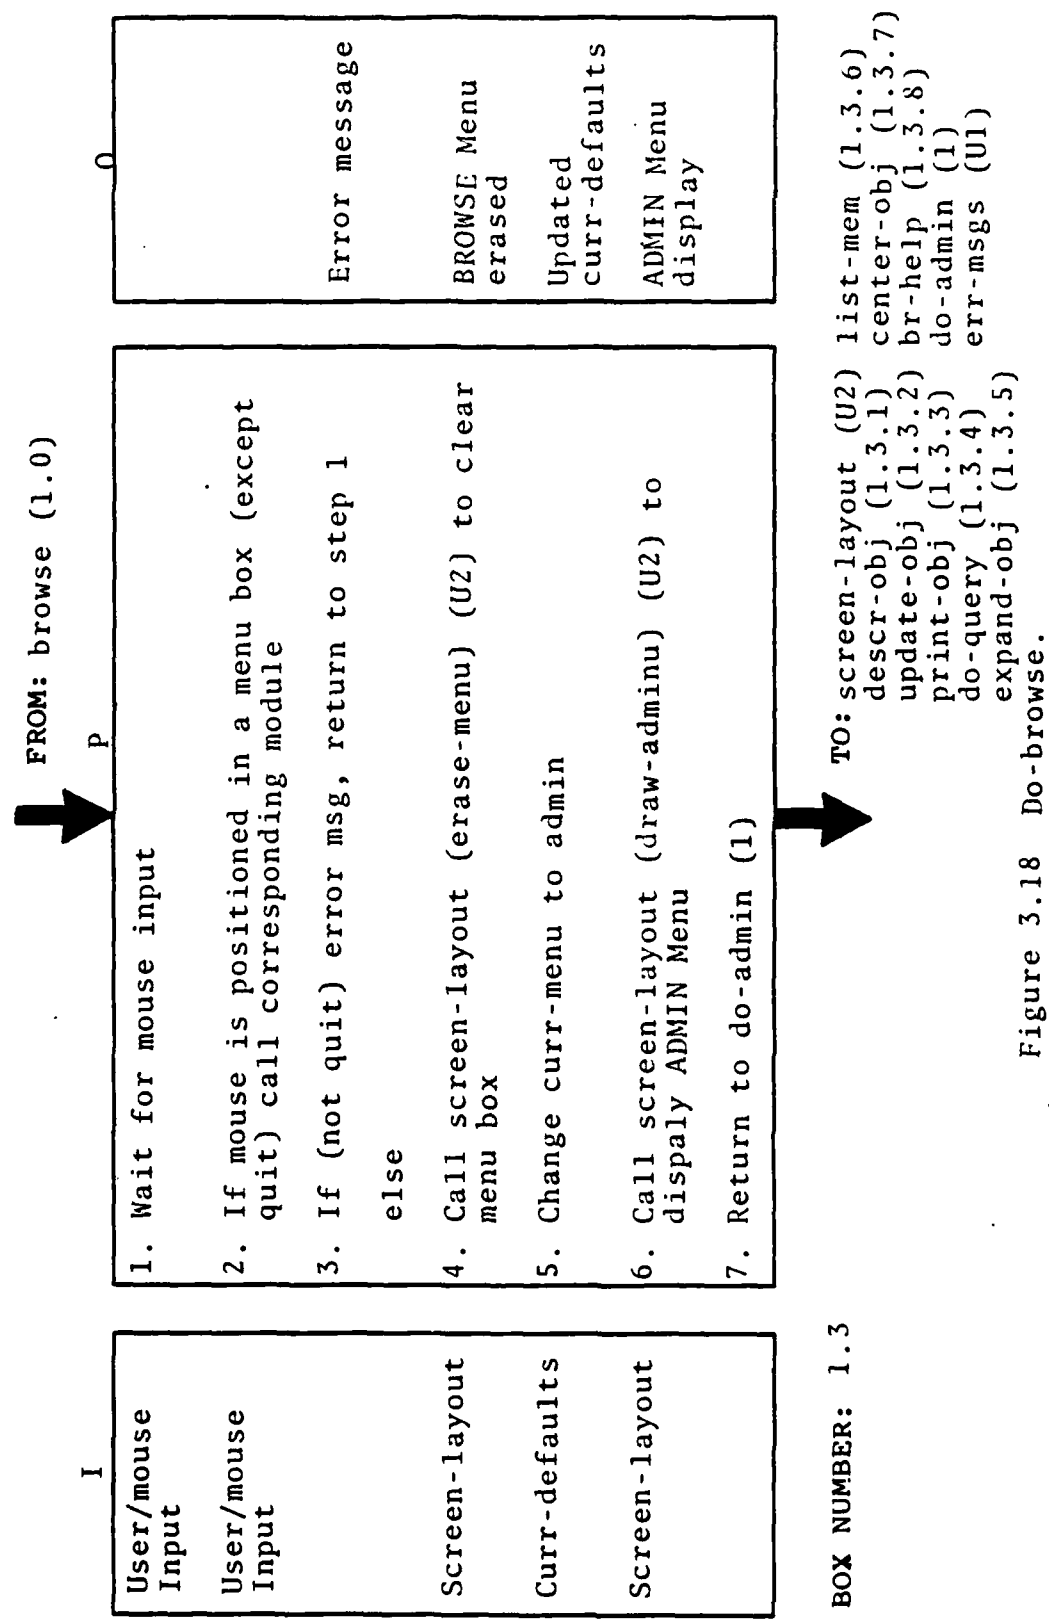 FROM: browse (1.0)
I
User/mouse
Input
User/mouse
Input
Screen-layout
Curr-defaults
Screen-layout
P
1. Wait for mouse input
2. If mouse is positioned in a menu box (except
quit) call corresponding module
3. If (not quit) error msg, return to step 1
else
4. Call screen-layout (erase-menu) (U2) to clear
menu box
5. Change curr-menu to admin
6. Call screen-layout (draw-adminu) (U2) to
dispaly ADMIN Menu
7. Return to do-admin (1)
O
Error message
BROWSE Menu
erased
Updated
curr-defaults
ADMIN Menu
display
BOX NUMBER: 1.3
TO: screen-layout (U2) list-mem (1.3.6)
descr-obj (1.3.1) center-obj (1.3.7)
update-obj (1.3.2) br-help (1.3.8)
print-obj (1.3.3) do-admin (1)
do-query (1.3.4) err-msgs (U1)
expand-obj (1.3.5)
Figure 3.18 Do-browse.